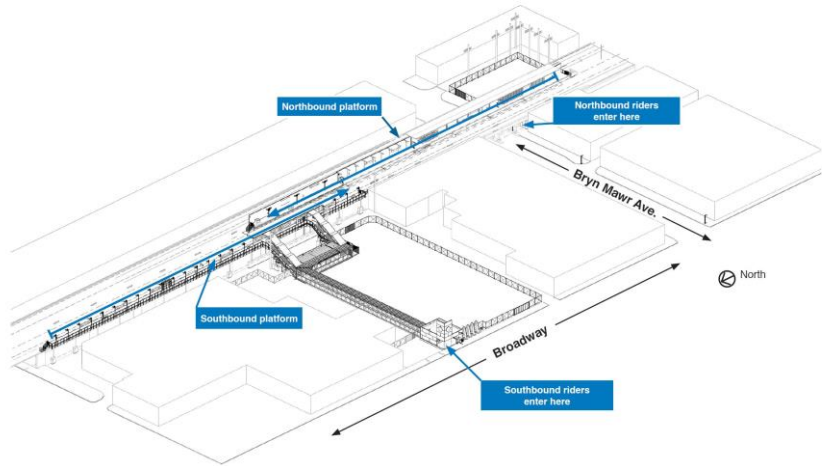 Northbound platform
Northbound riders
enter here
Bryn Mawr Ave.
North
Southbound platform
Broadway
Southbound riders
enter here